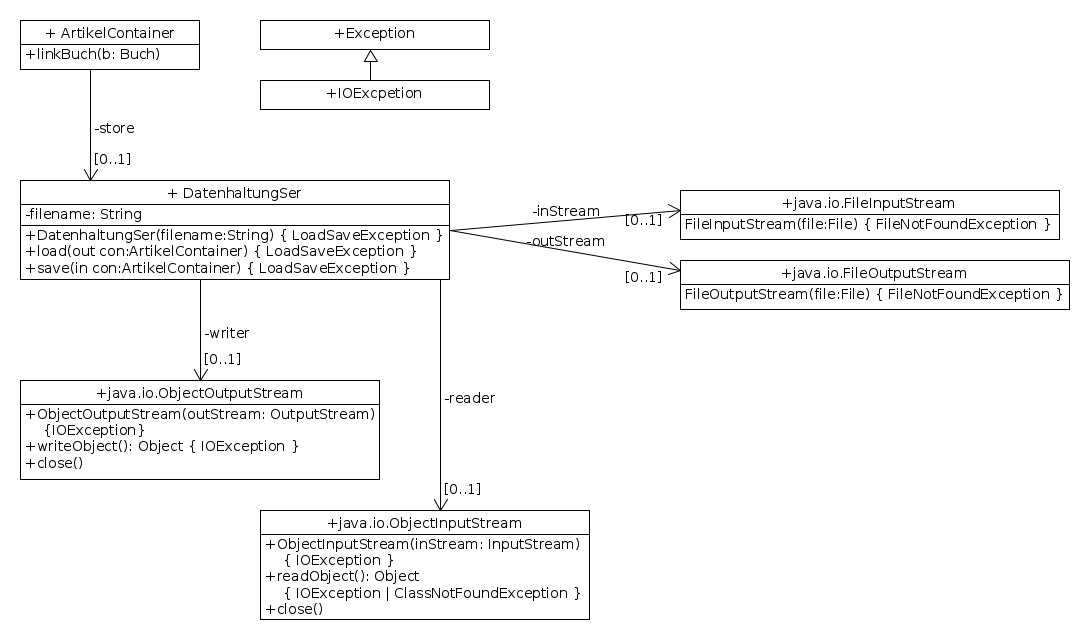 + ArtikelContainer
+linkBuch(b: Buch)
+Exception
+IOExcpetion
-store
[0..1]
+ DatenhaltungSer
-filename: String
+DatenhaltungSer(filename:String) { LoadSaveException }
+load(out con:ArtikelContainer) { LoadSaveException }
+save(in con:ArtikelContainer) { LoadSaveException }
-inStream
[0..1]
+java.io.FileInputStream
FileInputStream(file:File) { FileNotFoundException }
-outStream
[0..1]
+java.io.FileOutputStream
FileOutputStream(file:File) { FileNotFoundException }
-writer
[0..1]
+java.io.ObjectOutputStream
+ObjectOutputStream(outStream: OutputStream)
{IOException}
+writeObject(): Object { IOException }
+close()
-reader
[0..1]
+java.io.ObjectInputStream
+ObjectInputStream(inStream: InputStream)
{ IOException }
+readObject(): Object
{ IOException | ClassNotFoundException }
+close()